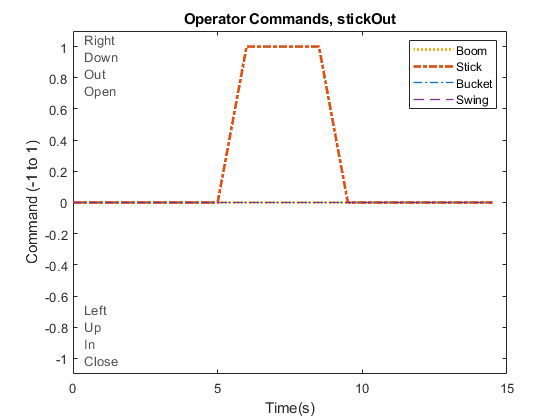 Operator Commands, stickOut
Right
Down
Out
Open
Boom
Stick
Bucket
Swing
1
0.8
0.6
0.4
0.2
0
-0.2
-0.4
-0.6
-0.8
-1
Command (-1 to 1)
Left
Up
In
Close
0
5
10
15
Time(s)